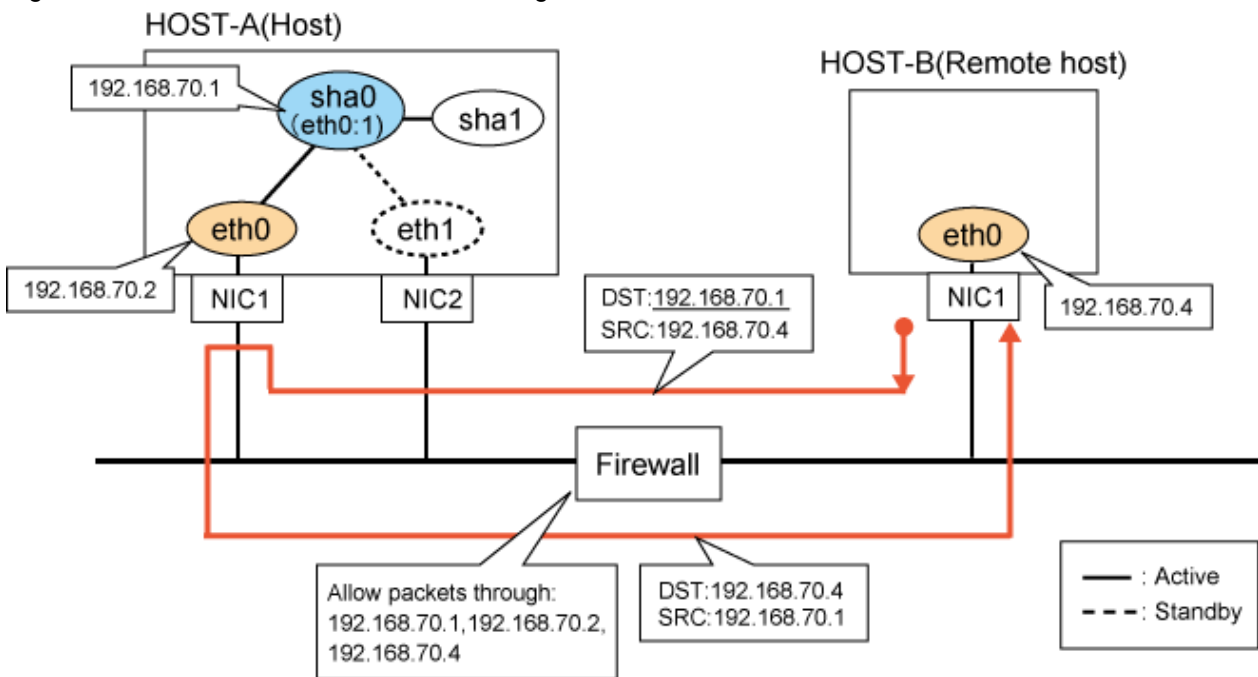 HOST-A(Host)
192.168.70.1
sha0
(eth0:1)
sha1
eth0
eth1
192.168.70.2
NIC1
NIC2
HOST-B(Remote host)
eth0
NIC1
192.168.70.4
DST:192.168.70.1
SRC:192.168.70.4
Firewall
Allow packets through:
192.168.70.1,192.168.70.2,
192.168.70.4
DST:192.168.70.4
SRC:192.168.70.1
: Active
: Standby